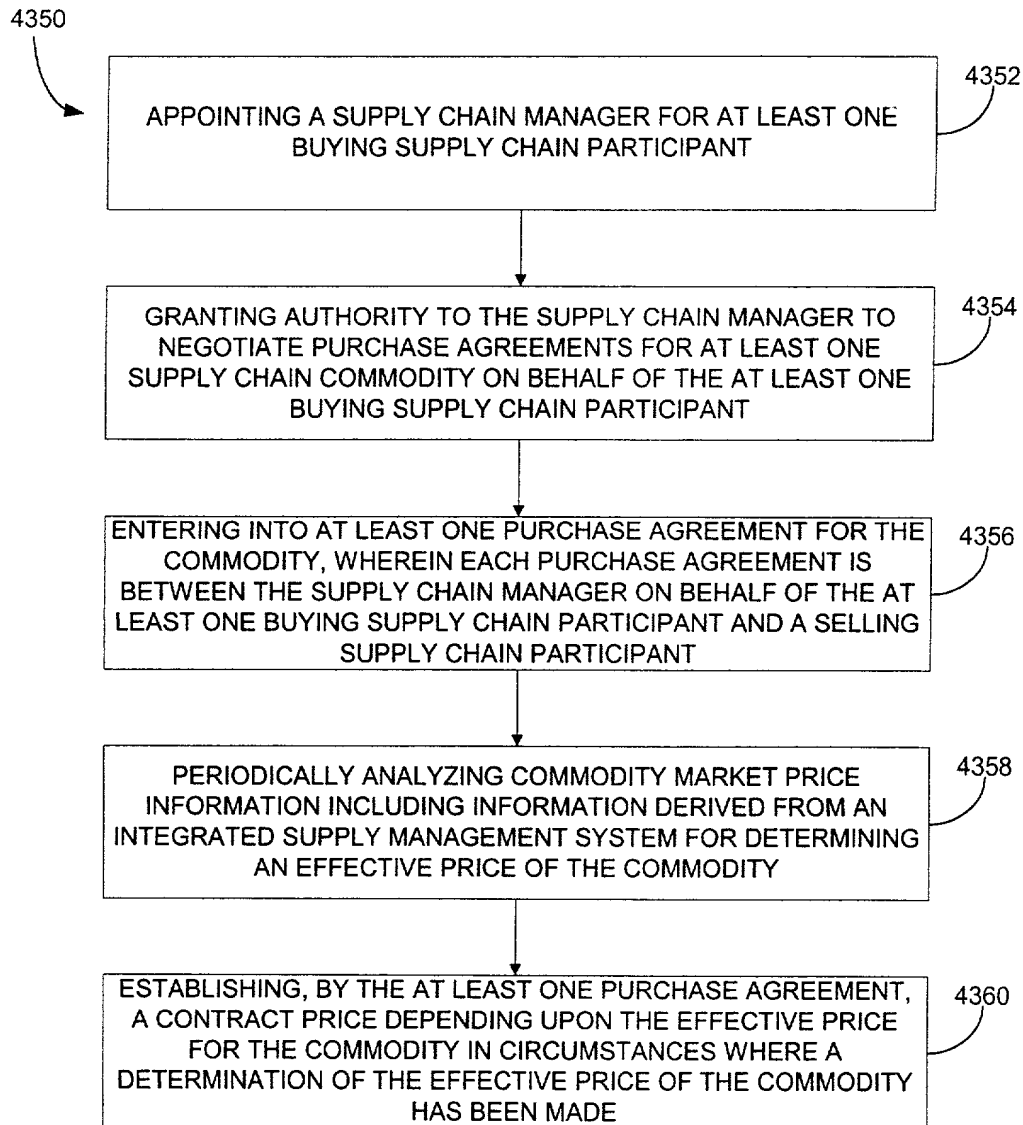 4350
4352
APPOINTING A SUPPLY CHAIN MANAGER FOR AT LEAST ONE
BUYING SUPPLY CHAIN PARTICIPANT
4354
GRANTING AUTHORITY TO THE SUPPLY CHAIN MANAGER TO
NEGOTIATE PURCHASE AGREEMENTS FOR AT LEAST ONE
SUPPLY CHAIN COMMODITY ON BEHALF OF THE AT LEAST ONE
BUYING SUPPLY CHAIN PARTICIPANT
4356
ENTERING INTO AT LEAST ONE PURCHASE AGREEMENT FOR THE
COMMODITY, WHEREIN EACH PURCHASE AGREEMENT IS
BETWEEN THE SUPPLY CHAIN MANAGER ON BEHALF OF THE AT
LEAST ONE BUYING SUPPLY CHAIN PARTICIPANT AND A SELLING
SUPPLY CHAIN PARTICIPANT
4358
PERIODICALLY ANALYZING COMMODITY MARKET PRICE
INFORMATION INCLUDING INFORMATION DERIVED FROM AN
INTEGRATED SUPPLY MANAGEMENT SYSTEM FOR DETERMINING
AN EFFECTIVE PRICE OF THE COMMODITY
4360
ESTABLISHING, BY THE AT LEAST ONE PURCHASE AGREEMENT,
A CONTRACT PRICE DEPENDING UPON THE EFFECTIVE PRICE
FOR THE COMMODITY IN CIRCUMSTANCES WHERE A
DETERMINATION OF THE EFFECTIVE PRICE OF THE COMMODITY
HAS BEEN MADE